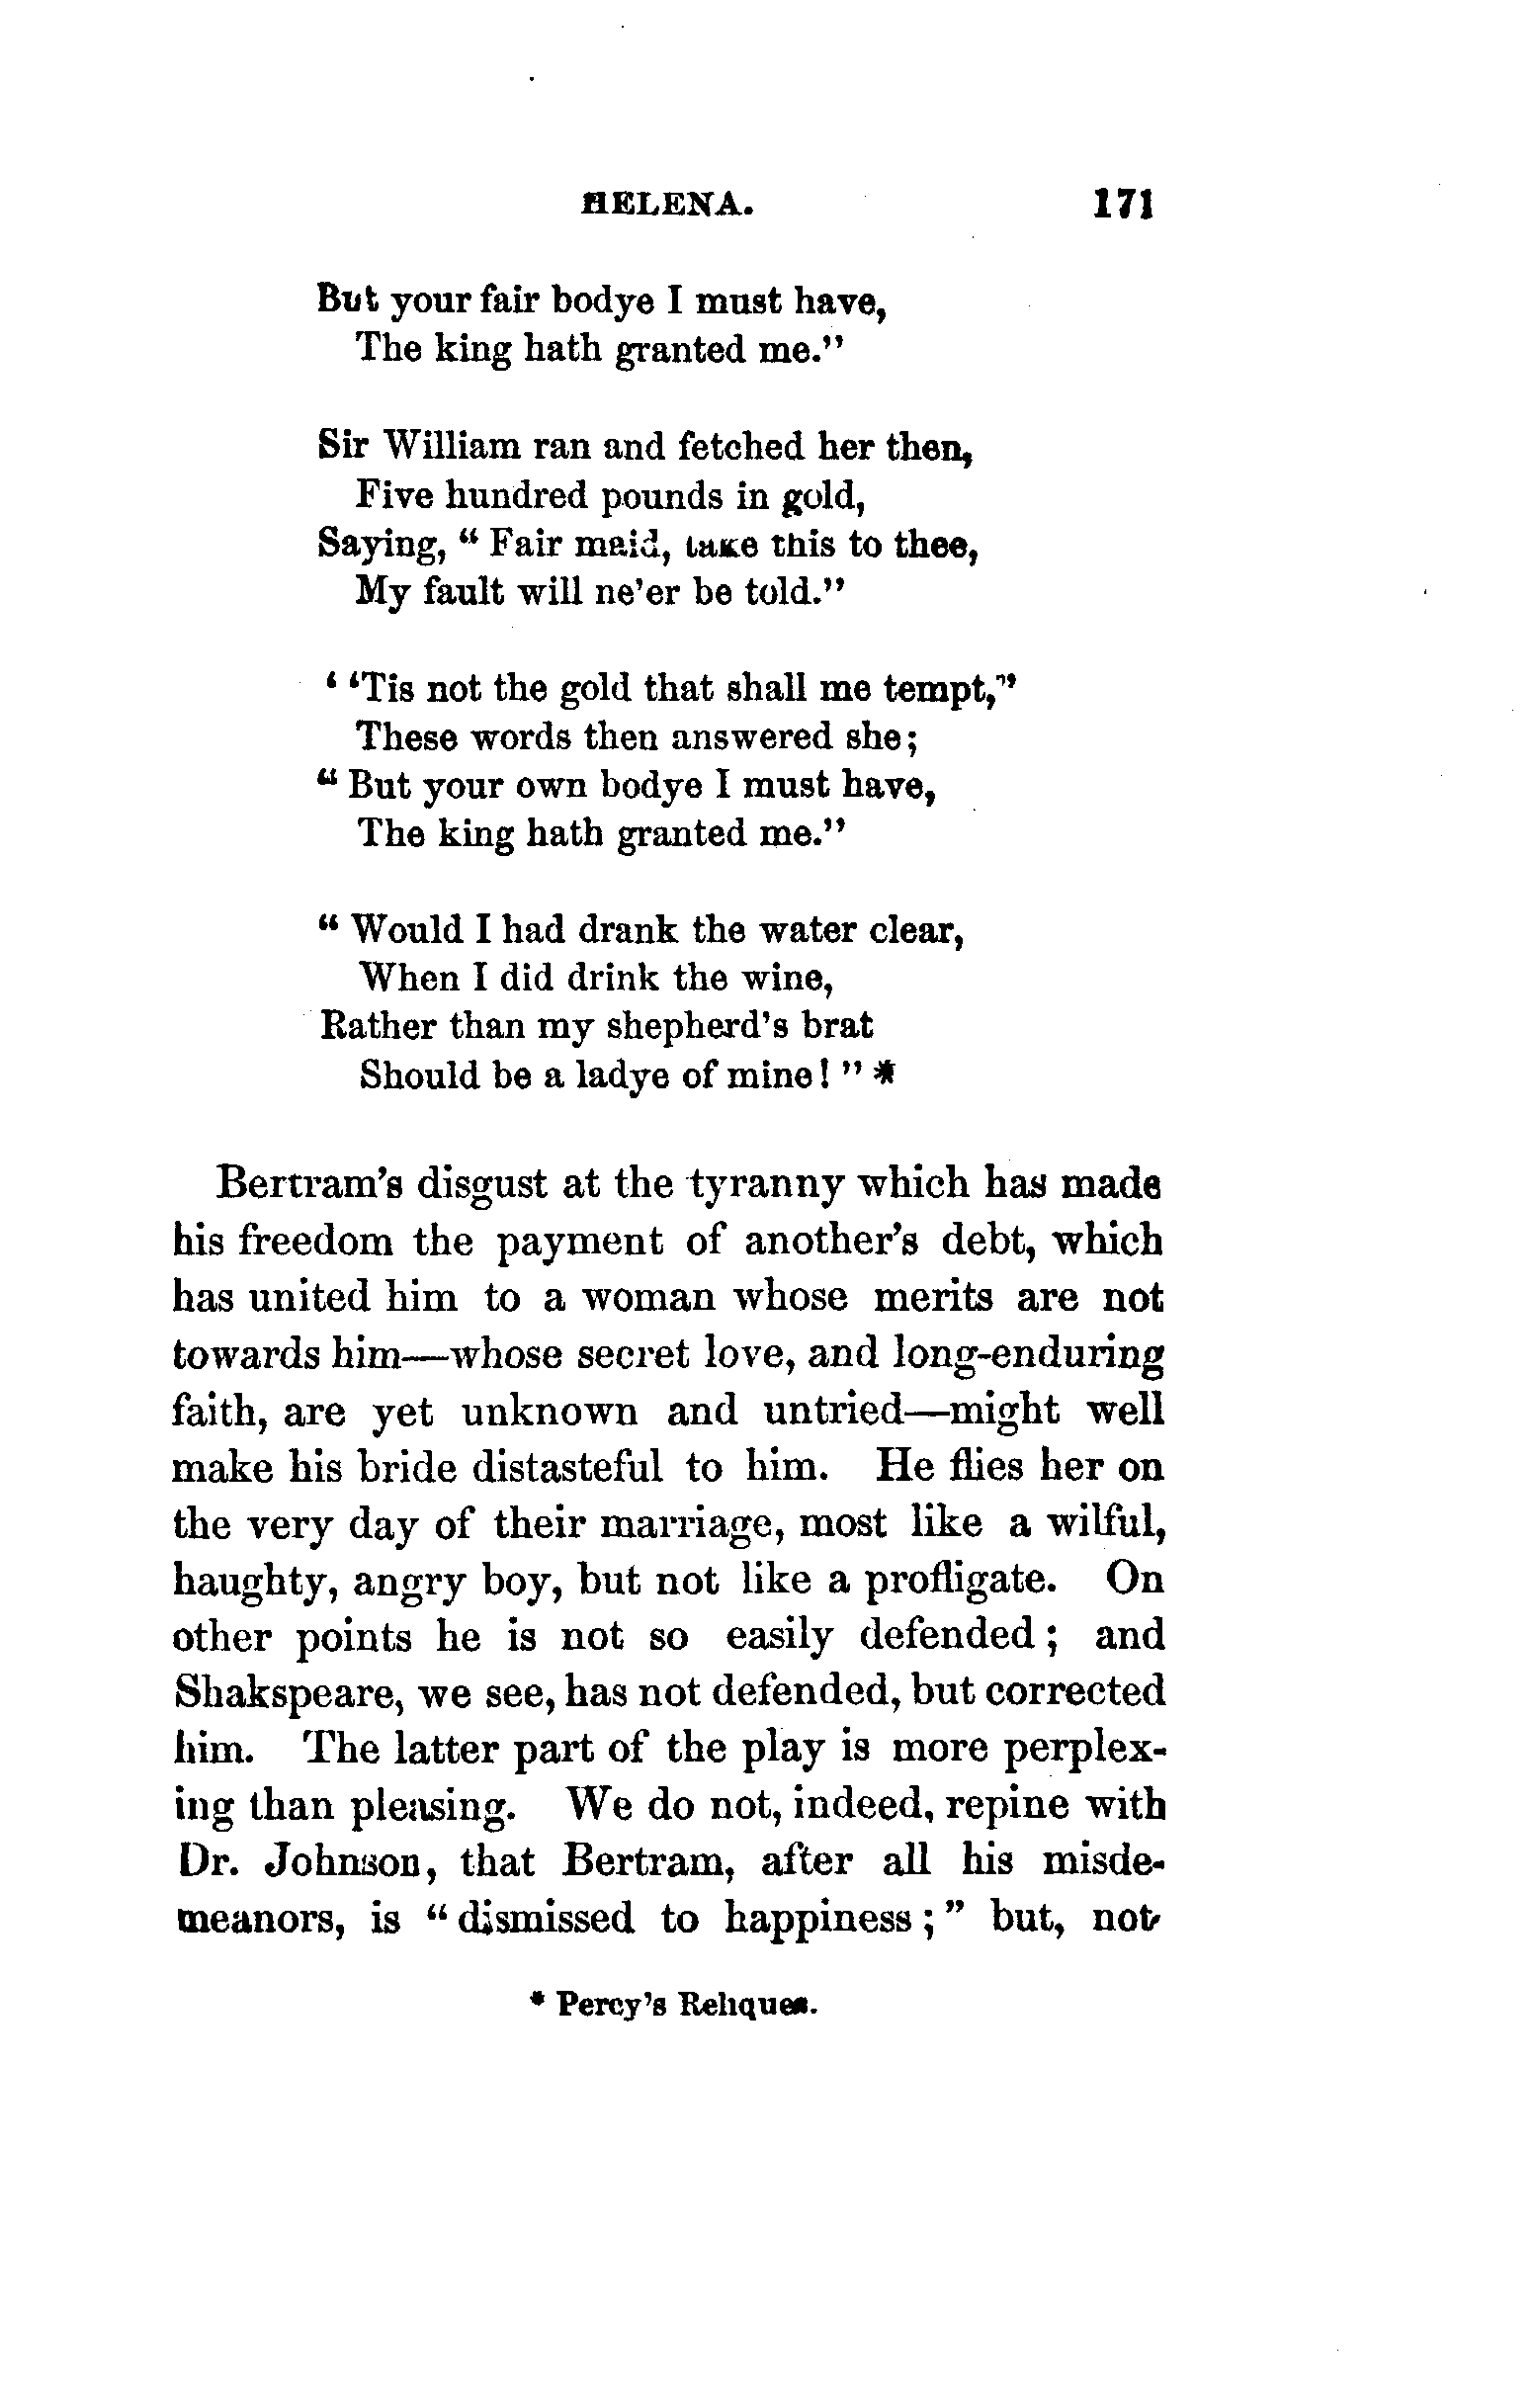 HELENA. 171
But your fair bodye I must have,
The king hath granted me."
Sir William ran and fetched her then,
Five hundred pounds in gold,
Saying, " Fair maid, take this to thee,
My fault will ne'er be told."
' 'Tis not the gold that shall me tempt,"
These words then answered she;
" But your own bodye I must have,
The king hath granted me."
" Would I had drank the water clear,
When I did drink the wine,
Rather than my shepherd's brat
Should be a ladye of mine! " *
Bertram's disgust at the tyranny which has made
his freedom the payment of another's debt, which
has united him to a woman whose merits are not
towards him—whose secret love, and long-enduring
faith, are yet unknown and untried—might well
make his bride distasteful to him. He flies her on
the very day of their marriage, most like a wilful,
haughty, angry boy, but not like a profligate. On
other points he is not so easily defended; and
Shakspeare, we see, has not defended, but corrected
him. The latter part of the play is more perplex-
ing than pleasing. We do not, indeed, repine with
Dr. Johnson, that Bertram, after all his misde-
meanors, is " dismissed to happiness; " but, not-
* Percy's Reliques.